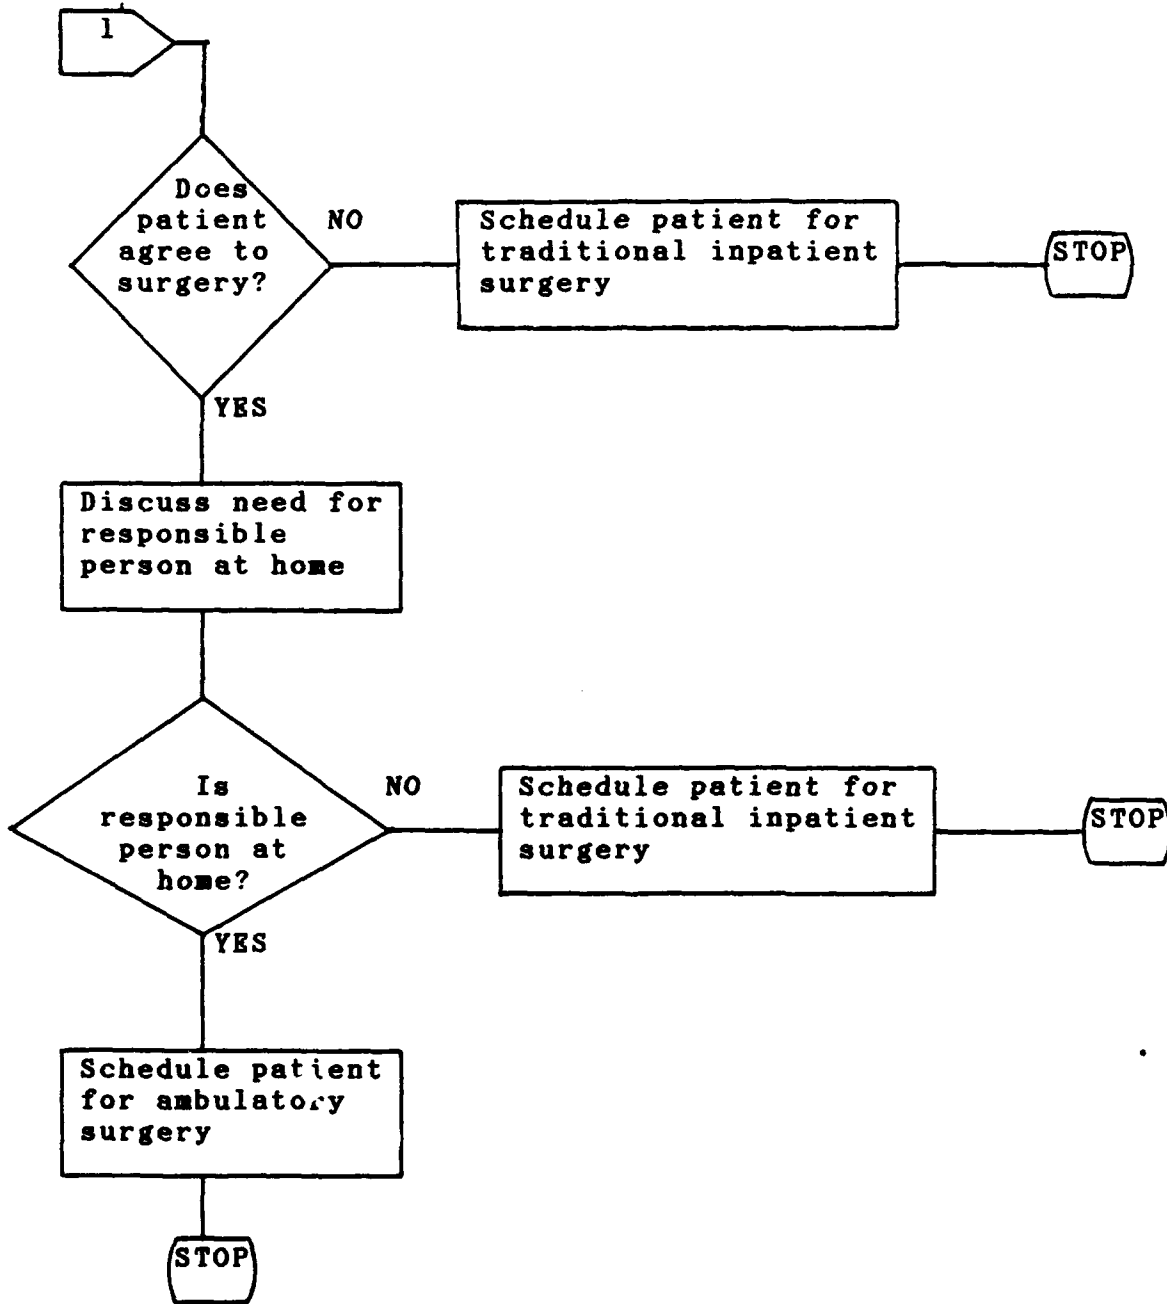 1
Does
patient
agree to
surgery?
NO
Schedule patient for
traditional inpatient
surgery
STOP
YES
Discuss need for
responsible
person at home
Is
responsible
person at
home?
NO
Schedule patient for
traditional inpatient
surgery
STOP
YES
Schedule patient
for ambulatory
surgery
STOP